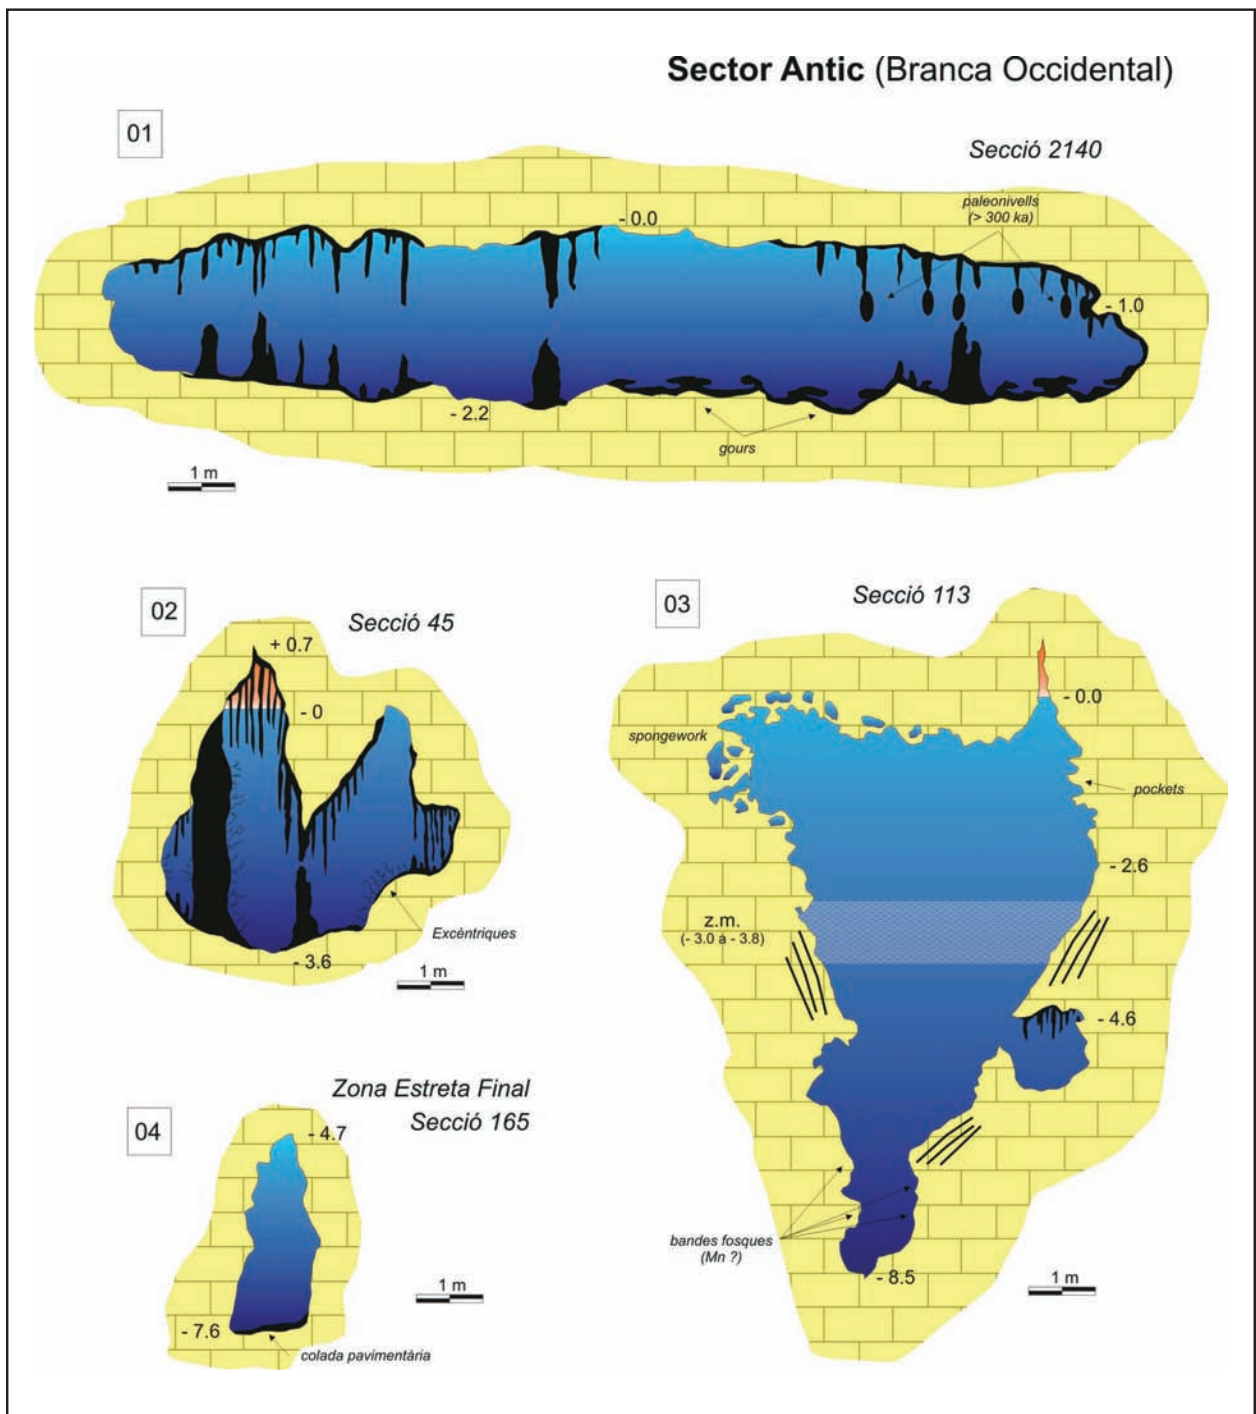 Sector Antic (Branca Occidental)
01
Secció 2140
paleonivells
(> 300 ka)
- 0.0
- 1.0
- 2.2
gours
1 m
02
Secció 45
+ 0.7
- 0
Excéntriques
- 3.6
1 m
03
Secció 113
- 0.0
spongework
pockets
- 2.6
z.m.
(- 3.0 a - 3.8)
- 4.6
bandes fosques
(Mn ?)
- 8.5
1 m
Zona Estreta Final
Secció 165
04
- 4.7
1 m
- 7.6
colada pavimentària